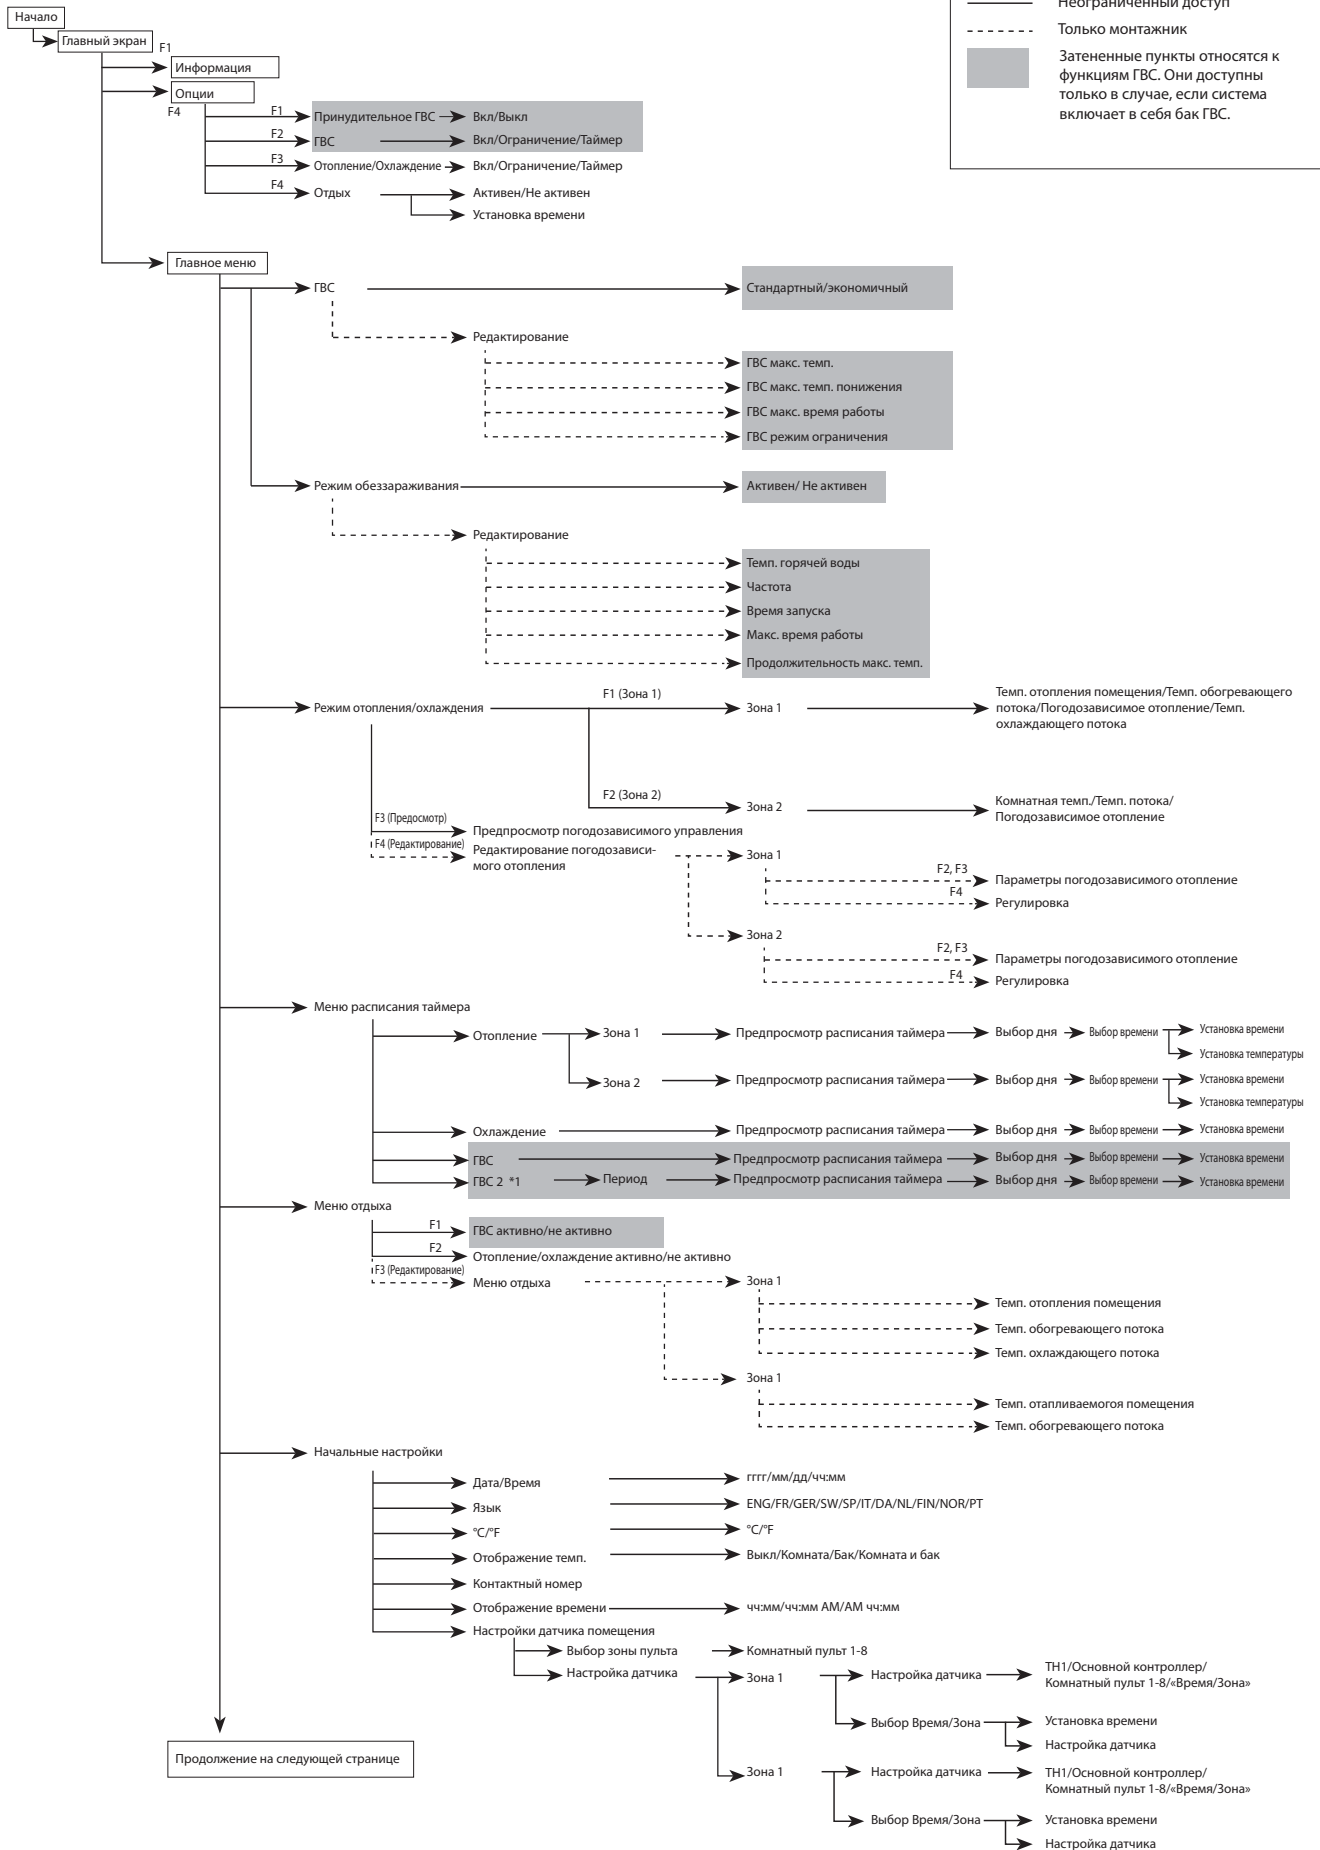 Начало
Главный экран
F1
Информация
Опции
F4
F1
Принудительное ГВС
Вкл/Выкл
F2
ГВС
Вкл/Ограничение/Таймер
F3
Отопление/Охлаждение
Вкл/Ограничение/Таймер
F4
Отдых
Активен/Не активен
Установка времени
Неограниченный доступ
Только монтажник
Затененные пункты относятся к
функциям ГВС. Они доступны
только в случае, если система
включает в себя бак ГВС.
Главное меню
ГВС
Стандартный/экономичный
Редактирование
ГВС макс. темп.
ГВС макс. темп. понижения
ГВС макс. время работы
ГВС режим ограничения
Режим обеззараживания
Активен/ Не активен
Редактирование
Темп. горячей воды
Частота
Время запуска
Макс. время работы
Продолжительность макс. темп.
Режим отопления/охлаждения
F1 (Зона 1)
Зона 1
Темп. отопления помещения/Темп. обогревающего
потока/Погодозависимое отопление/Темп.
охлаждающего потока
F2 (Зона 2)
Зона 2
Комнатная темп./Темп. потока/
Погодозависимое отопление
F3 (Предосмотр)
Предпросмотр погодозависимого управления
F4 (Редактирование)
Редактирование погодозависи-
мого отопления
Зона 1
F2, F3
Параметры погодозависимого отопление
F4
Регулировка
Зона 2
F2, F3
Параметры погодозависимого отопление
F4
Регулировка
Меню расписания таймера
Отопление
Зона 1
Предпросмотр расписания таймера
Выбор дня
Выбор времени
Установка времени
Установка температуры
Зона 2
Предпросмотр расписания таймера
Выбор дня
Выбор времени
Установка времени
Установка температуры
Охлаждение
Предпросмотр расписания таймера
Выбор дня
Выбор времени
Установка времени
ГВС
Предпросмотр расписания таймера
Выбор дня
Выбор времени
Установка времени
ГВС 2 *1
Период
Предпросмотр расписания таймера
Выбор дня
Выбор времени
Установка времени
Меню отдыха
F1
ГВС активно/не активно
F2
Отопление/охлаждение активно/не активно
F3 (Редактирование)
Меню отдыха
Зона 1
Темп. отопления помещения
Темп. обогревающего потока
Темп. охлаждающего потока
Зона 1
Темп. отапливаемогоя помещения
Темп. обогревающего потока
Начальные настройки
Дата/Время
гггг/мм/дд/чч:мм
Язык
ENG/FR/GER/SW/SP/IT/DA/NL/FIN/NOR/PT
°C/°F
°C/°F
Отображение темп.
Выкл/Комната/Бак/Комната и бак
Контактный номер
Отображение времени
чч:мм/чч:мм AM/AM чч:мм
Настройки датчика помещения
Выбор зоны пульта
Комнатный пульт 1-8
Настройка датчика
Зона 1
Настройка датчика
TH1/Основной контроллер/
Комнатный пульт 1-8/«Время/Зона»
Выбор Время/Зона
Установка времени
Настройка датчика
Зона 1
Настройка датчика
TH1/Основной контроллер/
Комнатный пульт 1-8/«Время/Зона»
Выбор Время/Зона
Установка времени
Настройка датчика
Продолжение на следующей странице